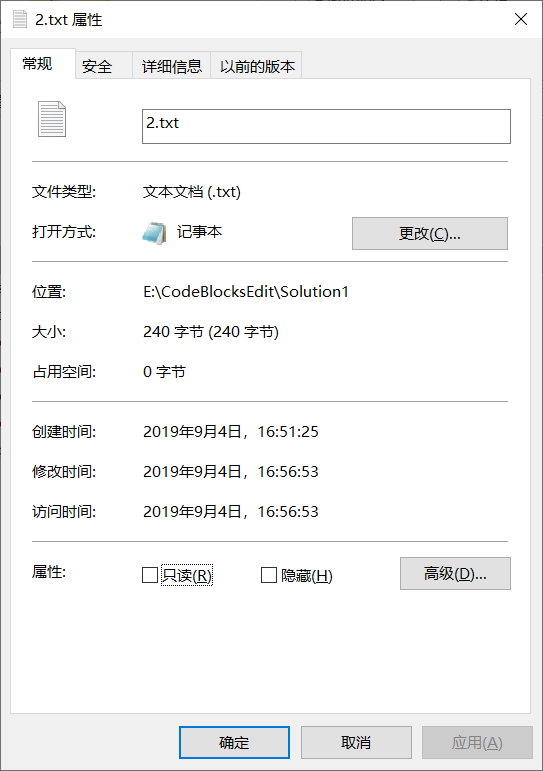 2.txt 属性
常规 安全 详细信息 以前的版本
2.txt
文件类型: 文本文档 (.txt)
打开方式: 记事本 更改(C)...
位置: E:\CodeBlocksEdit\Solution1
大小: 240 字节 (240 字节)
占用空间: 0 字节
创建时间: 2019年9月4日，16:51:25
修改时间: 2019年9月4日，16:56:53
访问时间: 2019年9月4日，16:56:53
属性: 只读(R) 隐藏(H) 高级(D)...
确定 取消 应用(A)